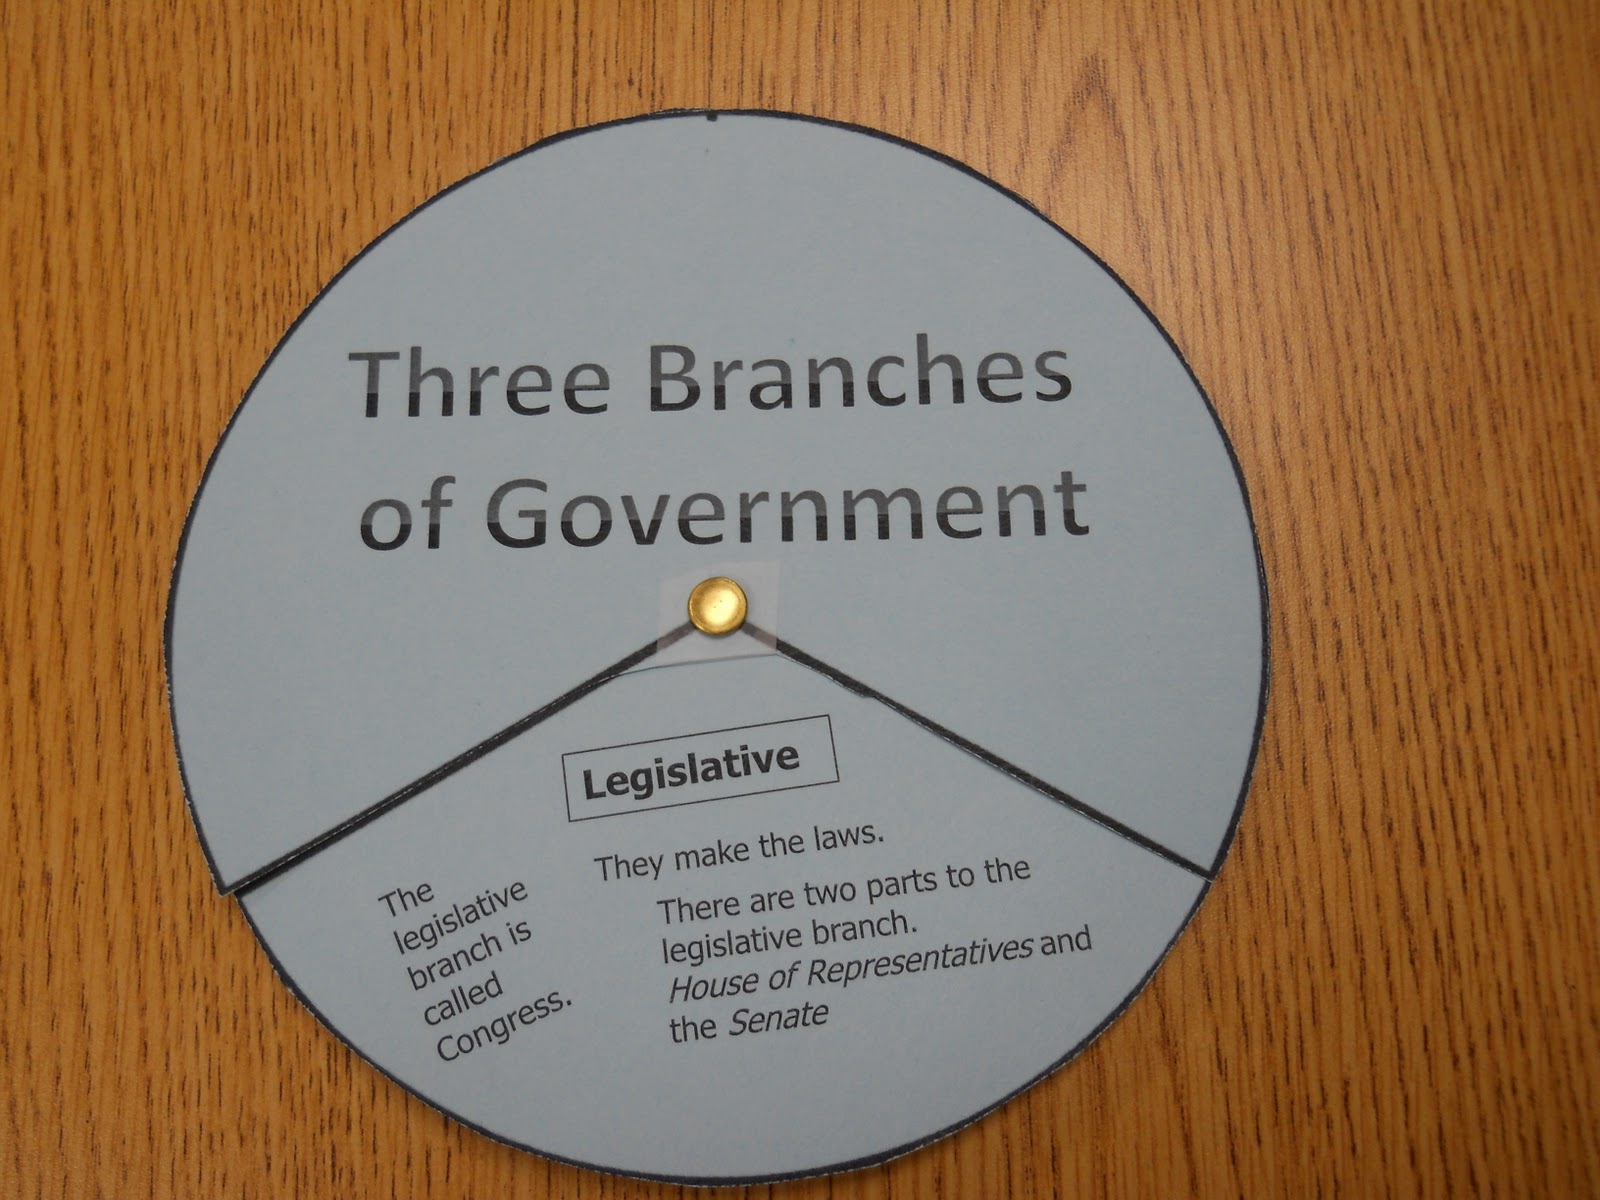 Three Branches
of Government
Legislative
They make the laws.
The
legislative
branch is
called
Congress.
There are two parts to the
legislative branch.
House of Representatives and
the Senate